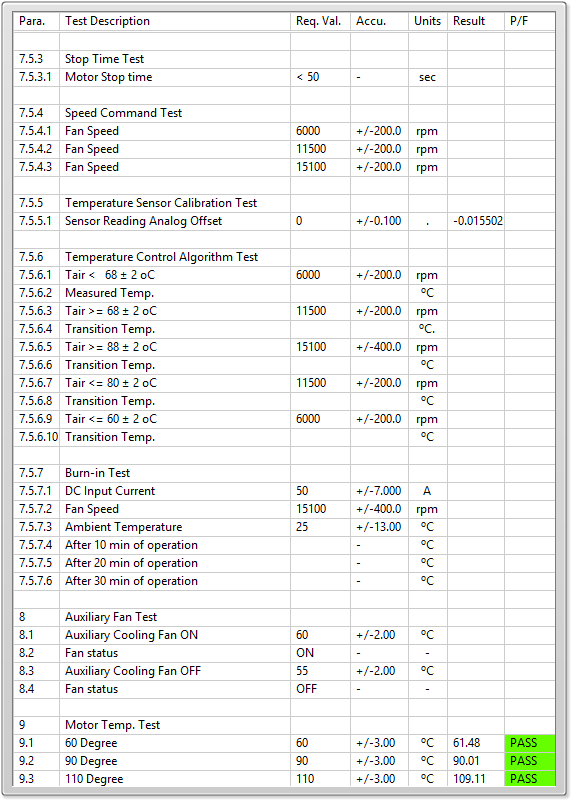 Para. Test Description Req. Val. Accu. Units Result P/F
7.5.3 Stop Time Test
7.5.3.1 Motor Stop time < 50 - sec
7.5.4 Speed Command Test
7.5.4.1 Fan Speed 6000 +/-200.0 rpm
7.5.4.2 Fan Speed 11500 +/-200.0 rpm
7.5.4.3 Fan Speed 15100 +/-200.0 rpm
7.5.5 Temperature Sensor Calibration Test
7.5.5.1 Sensor Reading Analog Offset 0 +/-0.100 . -0.015502
7.5.6 Temperature Control Algorithm Test
7.5.6.1 Tair < 68 ± 2 oC 6000 +/-200.0 rpm
7.5.6.2 Measured Temp. ºC
7.5.6.3 Tair >= 68 ± 2 oC 11500 +/-200.0 rpm
7.5.6.4 Transition Temp. ºC.
7.5.6.5 Tair >= 88 ± 2 oC 15100 +/-400.0 rpm
7.5.6.6 Transition Temp. ºC
7.5.6.7 Tair <= 80 ± 2 oC 11500 +/-200.0 rpm
7.5.6.8 Transition Temp. ºC
7.5.6.9 Tair <= 60 ± 2 oC 6000 +/-200.0 rpm
7.5.6.10 Transition Temp. ºC
7.5.7 Burn-in Test
7.5.7.1 DC Input Current 50 +/-7.000 A
7.5.7.2 Fan Speed 15100 +/-400.0 rpm
7.5.7.3 Ambient Temperature 25 +/-13.00 ºC
7.5.7.4 After 10 min of operation - ºC
7.5.7.5 After 20 min of operation - ºC
7.5.7.6 After 30 min of operation - ºC
8 Auxiliary Fan Test
8.1 Auxiliary Cooling Fan ON 60 +/-2.00 ºC
8.2 Fan status ON - -
8.3 Auxiliary Cooling Fan OFF 55 +/-2.00 ºC
8.4 Fan status OFF - -
9 Motor Temp. Test
9.1 60 Degree 60 +/-3.00 ºC 61.48 PASS
9.2 90 Degree 90 +/-3.00 ºC 90.01 PASS
9.3 110 Degree 110 +/-3.00 ºC 109.11 PASS